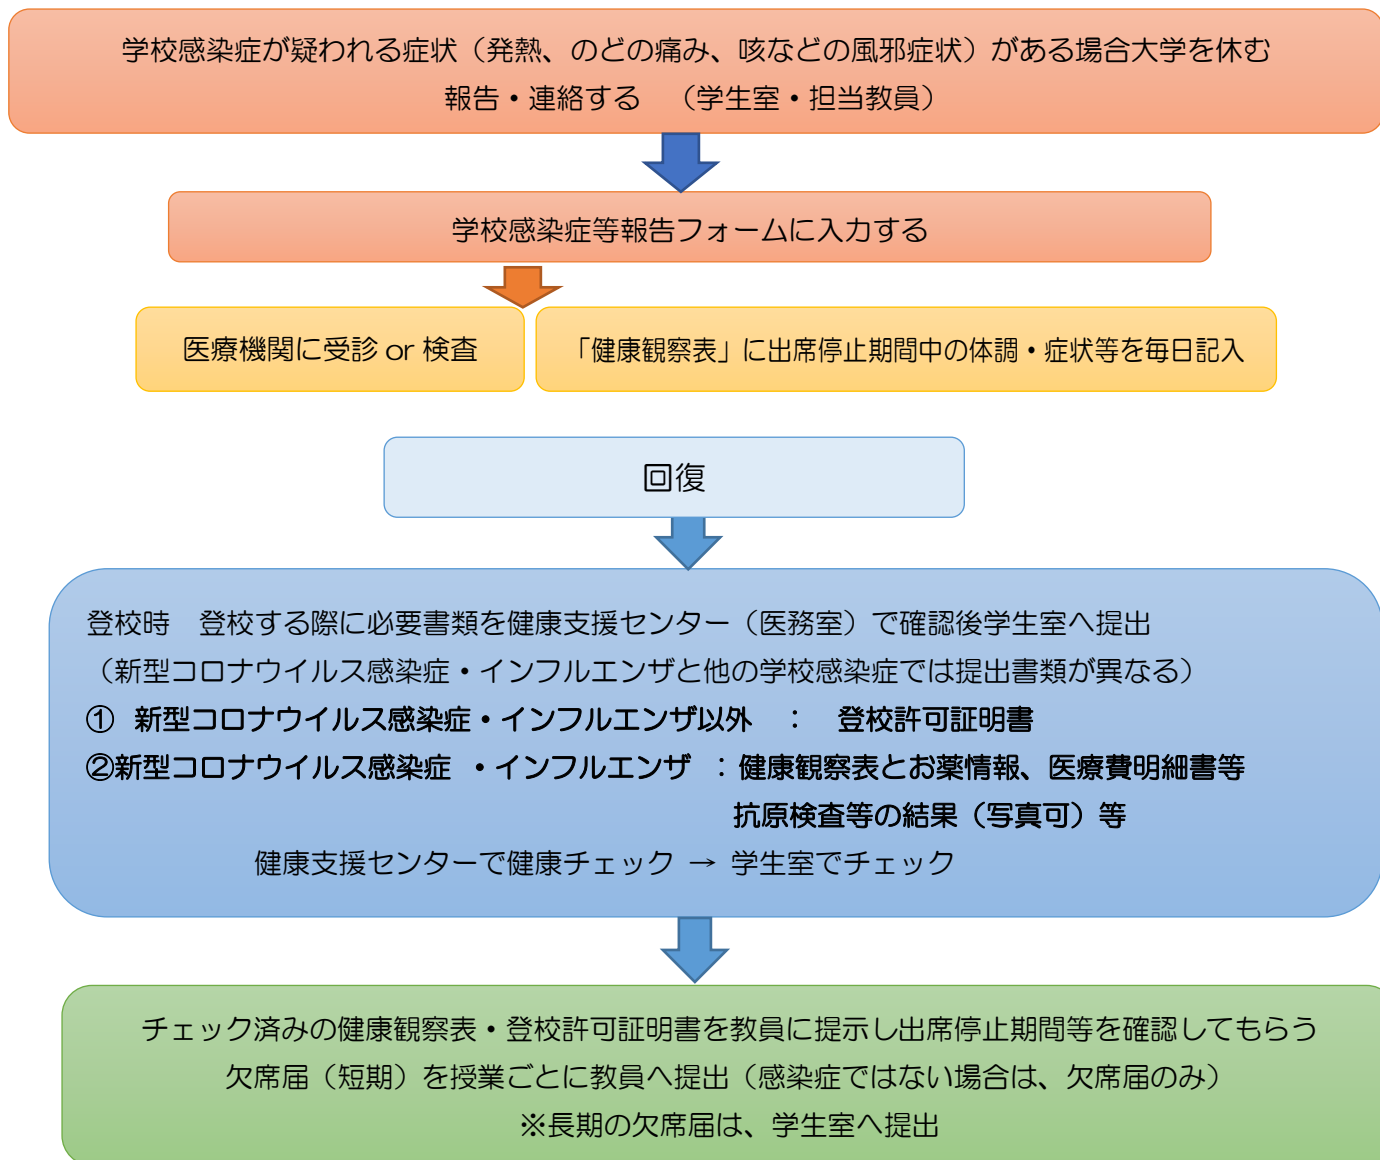 学校感染症が疑われる症状（発熱、のどの痛み、咳などの風邪症状）がある場合大学を休む
報告・連絡する　（学生室・担当教員）
学校感染症等報告フォームに入力する
医療機関に受診 or 検査
「健康観察表」に出席停止期間中の体調・症状等を毎日記入
回復
登校時　登校する際に必要書類を健康支援センター（医務室）で確認後学生室へ提出
（新型コロナウイルス感染症・インフルエンザと他の学校感染症では提出書類が異なる）
①　新型コロナウイルス感染症・インフルエンザ以外　：　登校許可証明書
②新型コロナウイルス感染症 ・インフルエンザ ：健康観察表とお薬情報、医療費明細書等
抗原検査等の結果（写真可）等
健康支援センターで健康チェック → 学生室でチェック
チェック済みの健康観察表・登校許可証明書を教員に提示し出席停止期間等を確認してもらう
欠席届（短期）を授業ごとに教員へ提出（感染症ではない場合は、欠席届のみ）
※長期の欠席届は、学生室へ提出